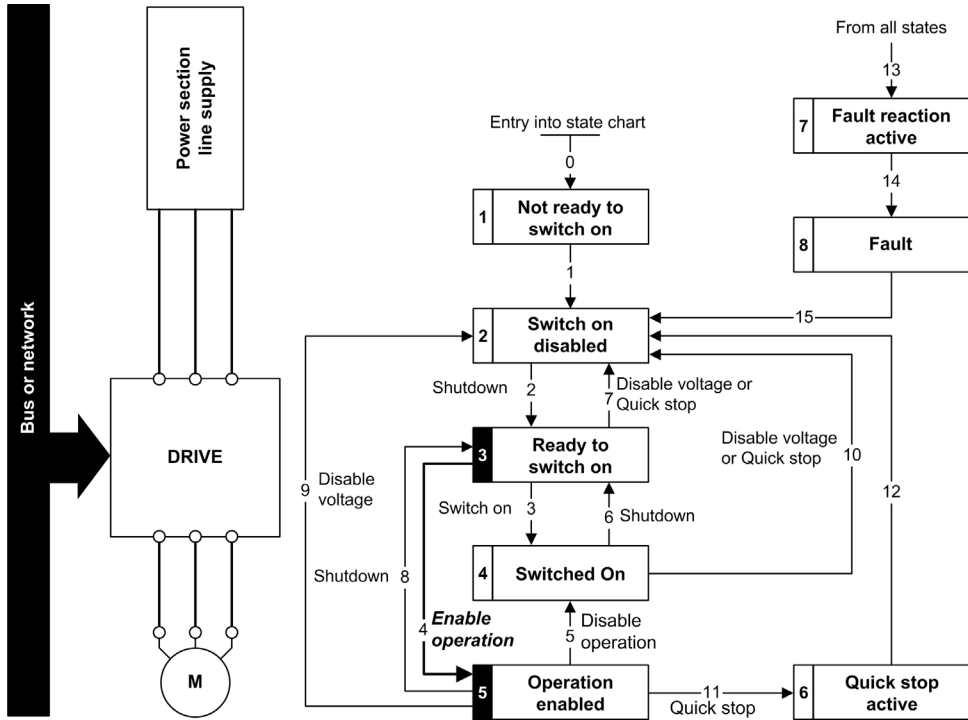 Bus or network
Power section
line supply
DRIVE
M
From all states
13
7
Fault reaction
active
14
8
Fault
15
Entry into state chart
0
1
Not ready to
switch on
1
2
Switch on
disabled
Shutdown
2
7
Disable voltage or
Quick stop
3
Ready to
switch on
Disable voltage
or Quick stop
10
9
Disable
voltage
12
Switch on
3
6
Shutdown
4
Switched On
Shutdown
8
4
Enable
operation
5
Disable
operation
5
Operation
enabled
11
Quick stop
6
Quick stop
active